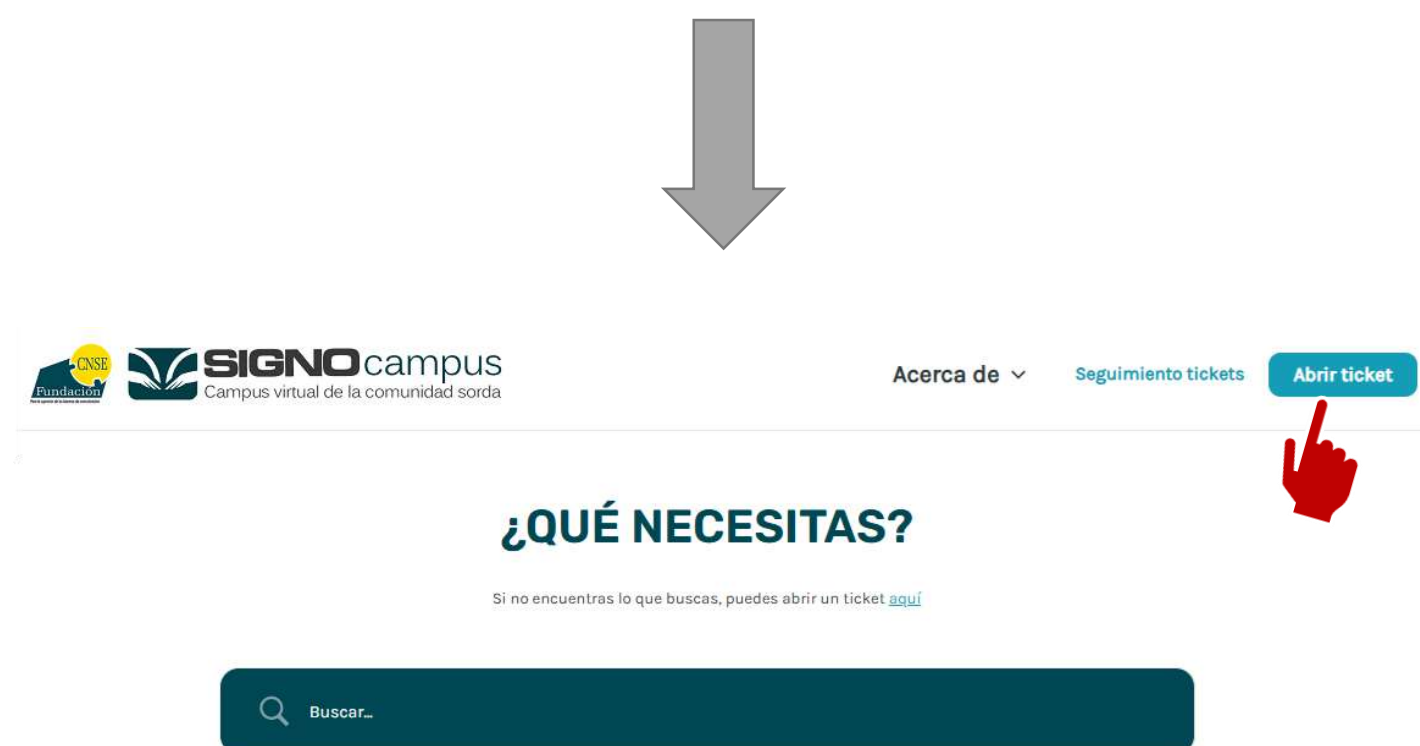 CNSE
Fundación
SIGNOcampus
Campus virtual de la comunidad sorda
Acerca de
Seguimiento tickets
Abrir ticket
¿QUÉ NECESITAS?
Si no encuentras lo que buscas, puedes abrir un ticket aquí
Buscar...